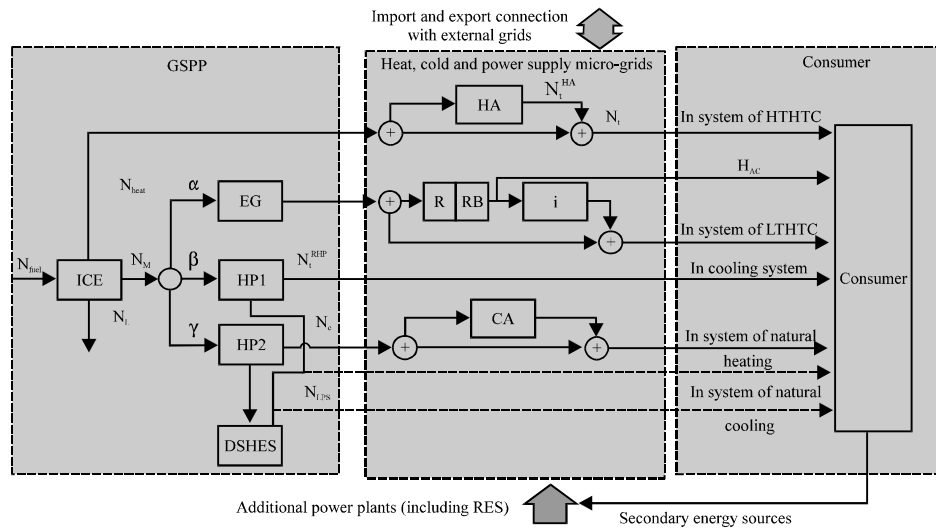 Import and export connection
with external grids
GSPP
Heat, cold and power supply micro-grids
Consumer
HA
N_t^HA
N_t
In system of HTHTC
H_AC
N_heat
α
EG
R
RB
i
In system of LTHTC
N_fuel
ICE
N_M
β
HP1
N_t^RHP
In cooling system
Consumer
N_L
γ
HP2
N_c
CA
In system of natural
heating
N_LPS
In system of natural
cooling
DSHES
Additional power plants (including RES)
Secondary energy sources